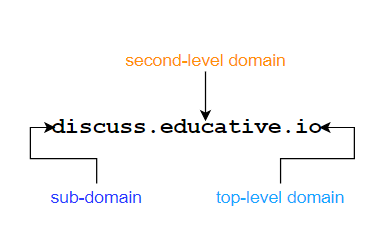 second-level domain
discuss.educative.io
sub-domain
top-level domain